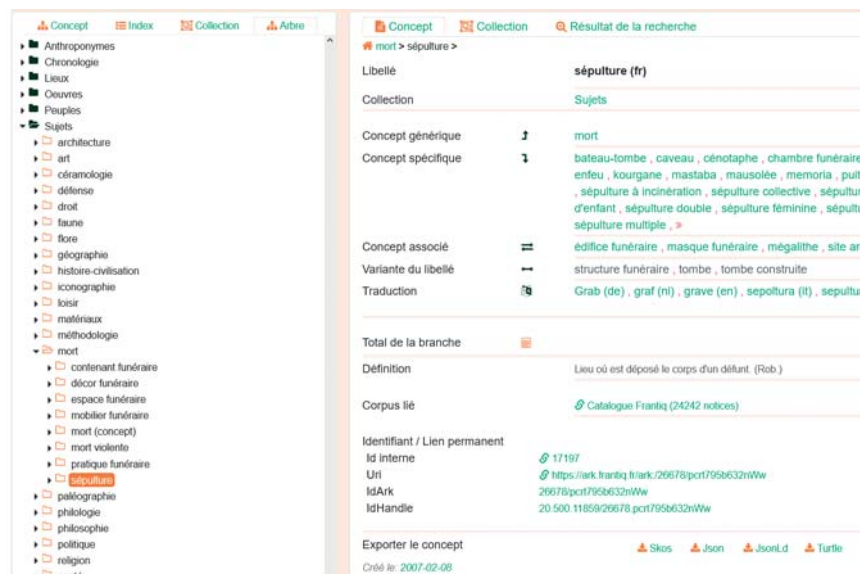 Concept Index Collection Arbre
Anthroponymes
Chronologie
Lieux
Oeuvres
Peuples
Sujets
architecture
art
céramologie
défense
droit
faune
flore
géographie
histoire-civilisation
iconographie
loisir
matériaux
méthodologie
mort
contenant funéraire
décor funéraire
espace funéraire
mobilier funéraire
mort (concept)
mort violente
pratique funéraire
sépulture
paléographie
philologie
philosophie
politique
religion
Concept Collection Résultat de la recherche
mort > sépulture >
Libellé sépulture (fr)
Collection Sujets
Concept générique mort
Concept spécifique bateau-tombe , caveau , cénotaphe , chambre funéraire
enfeu , kourgane , mastaba , mausolée , memoria , puit
, sépulture à incinération , sépulture collective , sépultur
d'enfant , sépulture double , sépulture féminine , sépultu
sépulture multiple , »
Concept associé édifice funéraire , masque funéraire , mégalithe , site ar
Variante du libellé structure funéraire , tombe , tombe construite
Traduction Grab (de) , graf (nl) , grave (en) , sepoltura (it) , sepultur
Total de la branche
Définition Lieu où est déposé le corps d'un défunt. (Rob.)
Corpus lié Catalogue Frantiq (24242 notices)
Identifiant / Lien permanent
Id interne 17197
Uri https://ark.frantiq.fr/ark:/26678/pcrt795b632nWw
IdArk 26678/pcrt795b632nWw
IdHandle 20.500.11859/26678.pcrt795b632nWw
Exporter le concept Skos Json JsonLd Turtle
Créé le: 2007-02-08